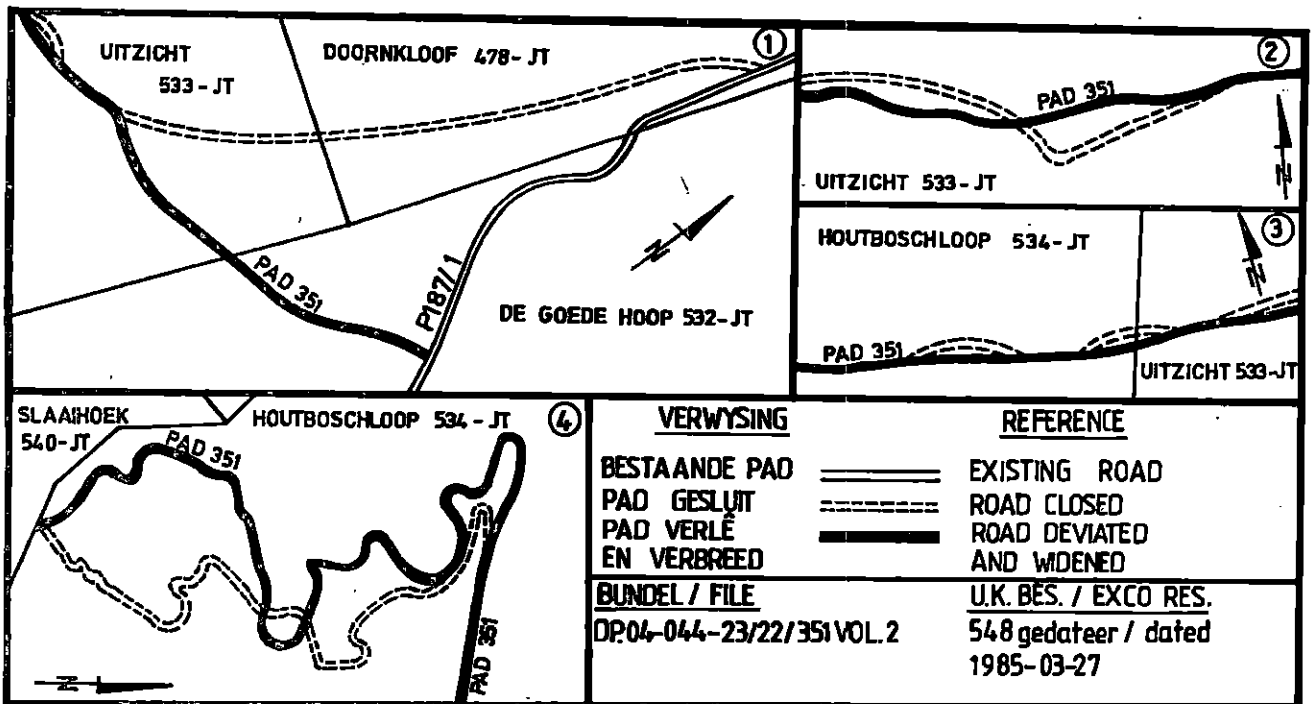 ①
UITZICHT
533-JT
DOORNKLOOF 478-JT
PAD 351
P187/1
N
DE GOEDE HOOP 532-JT
②
PAD 351
UITZICHT 533-JT
N
③
HOUTBOSCHLOOP 534-JT
N
PAD 351
UITZICHT 533-JT
④
SLAAIHOEK
540-JT
HOUTBOSCHLOOP 534-JT
PAD 351
PAD 351
N
VERWYSING REFERENCE
BESTAANDE PAD EXISTING ROAD
PAD GESLUIT ROAD CLOSED
PAD VERLÊ ROAD DEVIATED
EN VERBREED AND WIDENED
BUNDEL / FILE
DP.04-044-23/22/351 VOL.2
U.K. BES. / EXCO RES.
548 gedateer / dated
1985-03-27